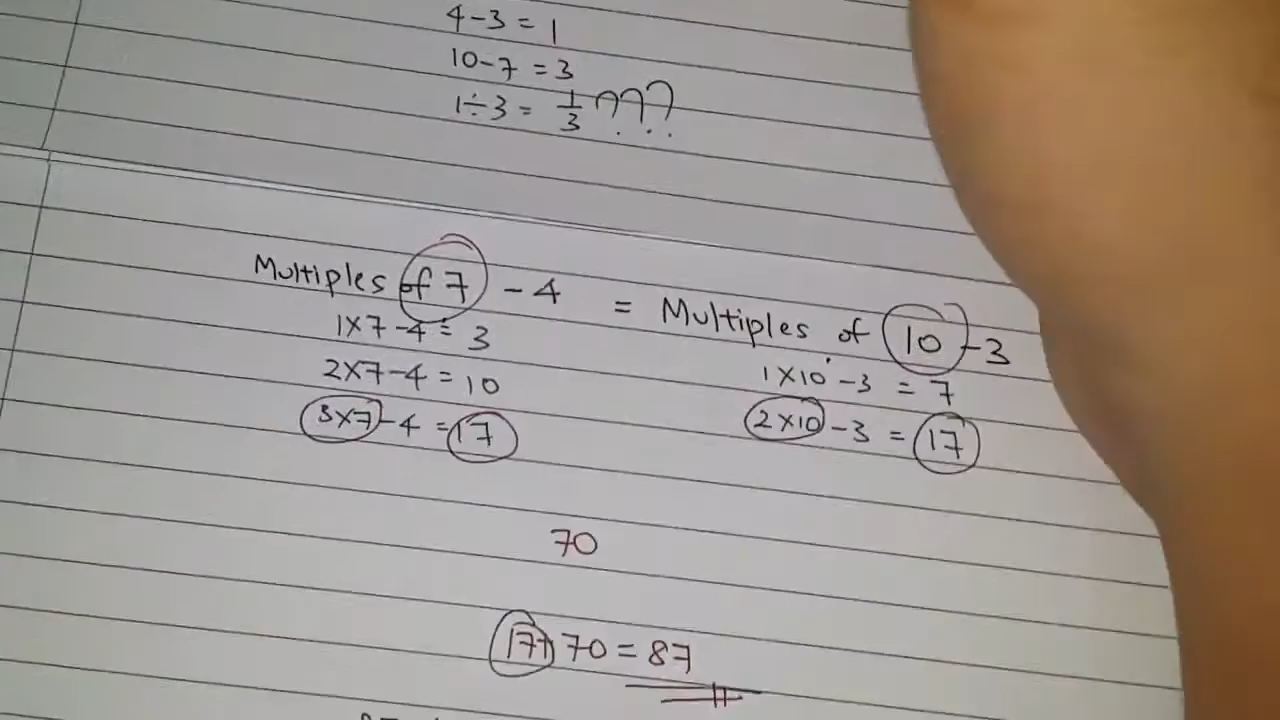 4-3 = 1
10-7 = 3
1÷3 = 1/3 ???
Multiples of 7 - 4 = Multiples of 10 - 3
1x7-4 = 3
1x10-3 = 7
2x7-4 = 10
2x10-3 = 17
3x7-4 = 17
70
17+70 = 87